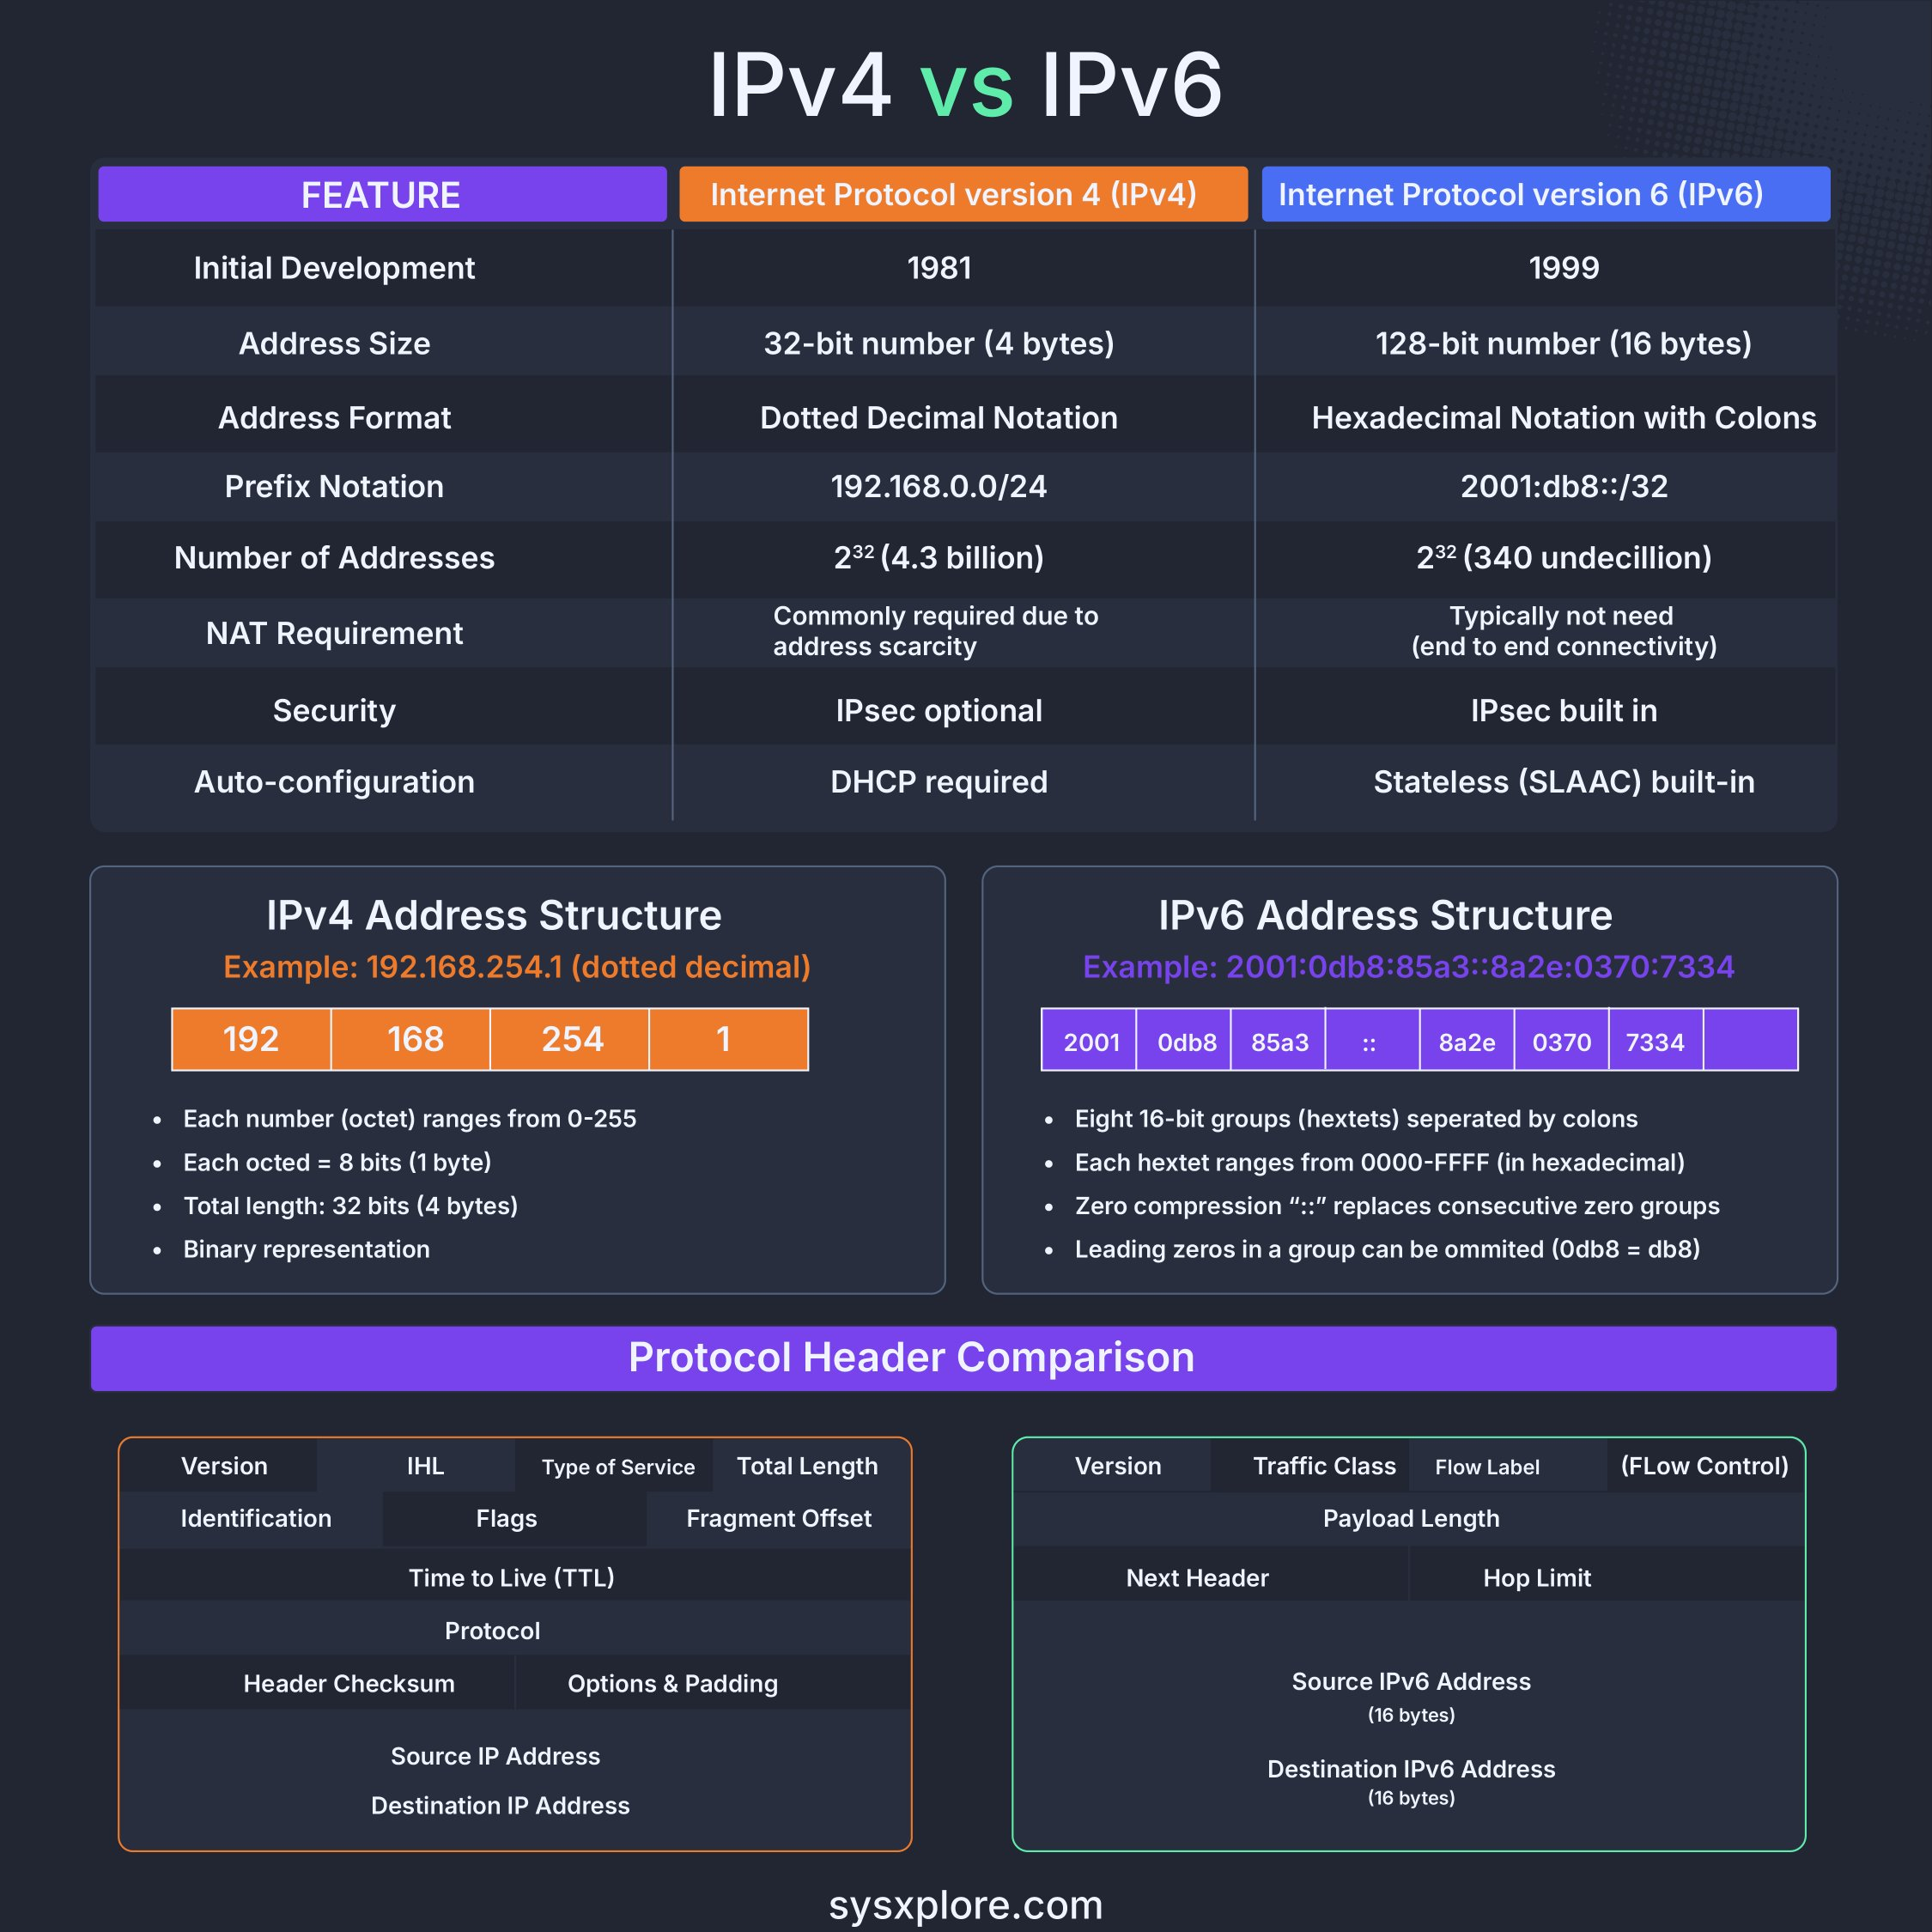 IPv4 vs IPv6
FEATURE
Internet Protocol version 4 (IPv4)
Internet Protocol version 6 (IPv6)
Initial Development
1981
1999
Address Size
32-bit number (4 bytes)
128-bit number (16 bytes)
Address Format
Dotted Decimal Notation
Hexadecimal Notation with Colons
Prefix Notation
192.168.0.0/24
2001:db8::/32
Number of Addresses
2³² (4.3 billion)
2³² (340 undecillion)
NAT Requirement
Commonly required due to
address scarcity
Typically not need
(end to end connectivity)
Security
IPsec optional
IPsec built in
Auto-configuration
DHCP required
Stateless (SLAAC) built-in
IPv4 Address Structure
Example: 192.168.254.1 (dotted decimal)
192
168
254
1
• Each number (octet) ranges from 0-255
• Each octed = 8 bits (1 byte)
• Total length: 32 bits (4 bytes)
• Binary representation
IPv6 Address Structure
Example: 2001:0db8:85a3::8a2e:0370:7334
2001
0db8
85a3
::
8a2e
0370
7334
• Eight 16-bit groups (hextets) seperated by colons
• Each hextet ranges from 0000-FFFF (in hexadecimal)
• Zero compression “::” replaces consecutive zero groups
• Leading zeros in a group can be ommited (0db8 = db8)
Protocol Header Comparison
Version
IHL
Type of Service
Total Length
Identification
Flags
Fragment Offset
Time to Live (TTL)
Protocol
Header Checksum
Options & Padding
Source IP Address
Destination IP Address
Version
Traffic Class
Flow Label
(FLow Control)
Payload Length
Next Header
Hop Limit
Source IPv6 Address
(16 bytes)
Destination IPv6 Address
(16 bytes)
sysxplore.com